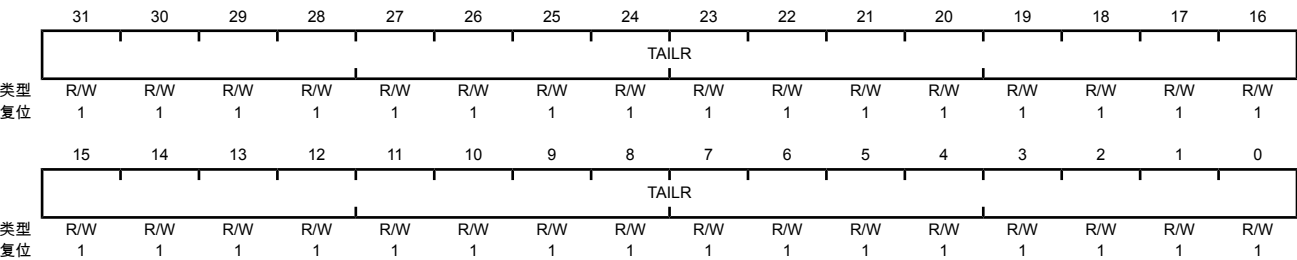 31 30 29 28 27 26 25 24 23 22 21 20 19 18 17 16
TAILR
类型 R/W R/W R/W R/W R/W R/W R/W R/W R/W R/W R/W R/W R/W R/W R/W R/W
复位 1 1 1 1 1 1 1 1 1 1 1 1 1 1 1 1
15 14 13 12 11 10 9 8 7 6 5 4 3 2 1 0
TAILR
类型 R/W R/W R/W R/W R/W R/W R/W R/W R/W R/W R/W R/W R/W R/W R/W R/W
复位 1 1 1 1 1 1 1 1 1 1 1 1 1 1 1 1